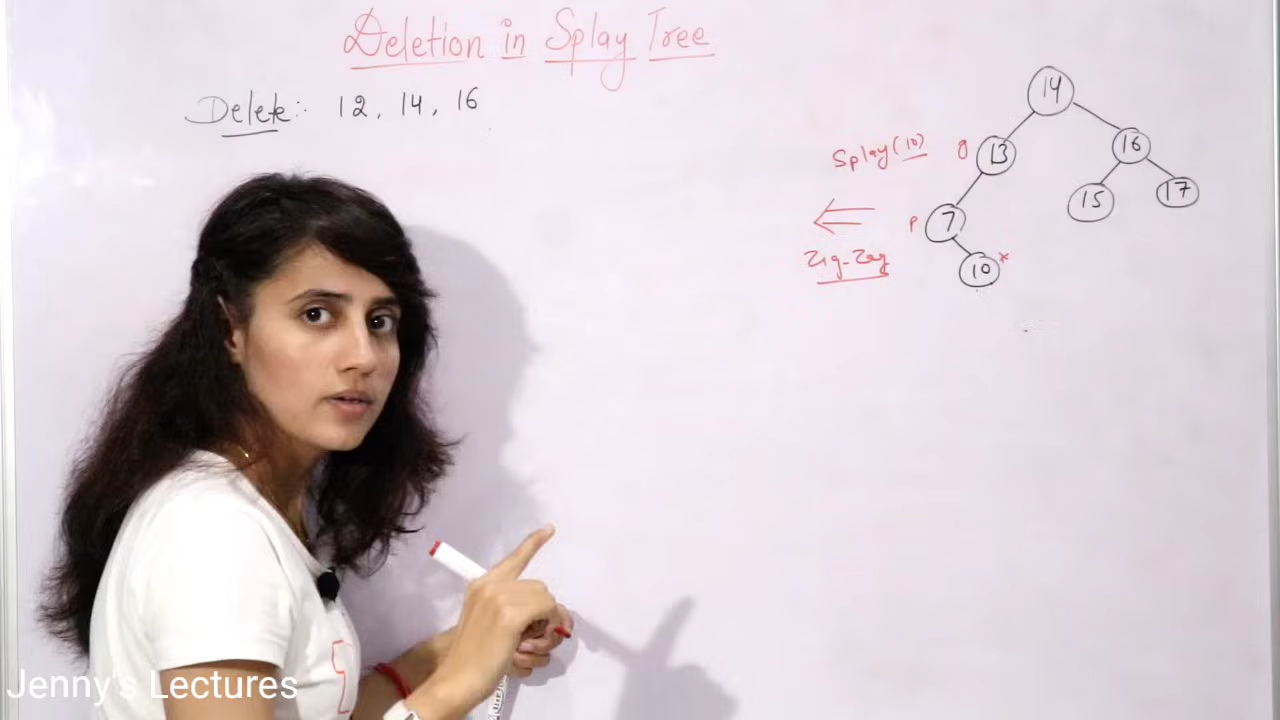 Deletion in Splay Tree
Delete:- 12, 14, 16
14
Splay(10) g 13 16
15 17
p 7
Zig-Zag
10 x
Jenny's Lectures